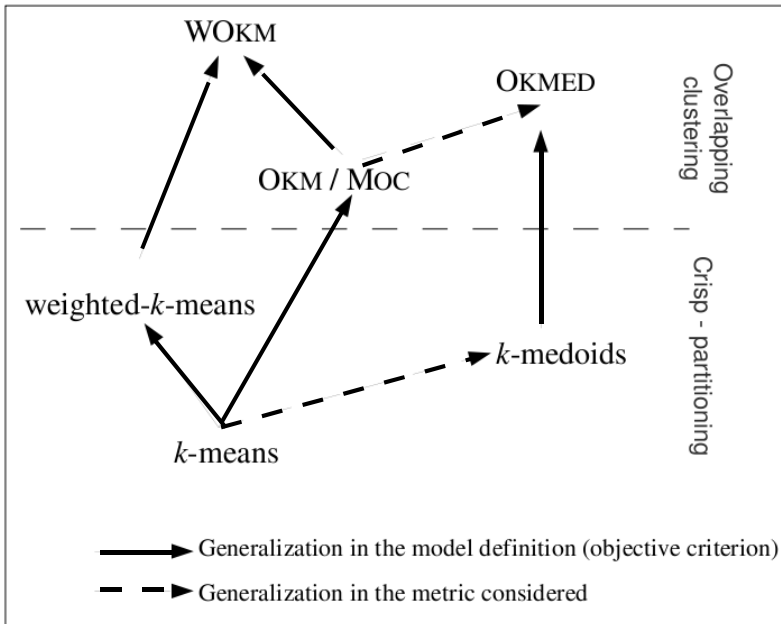 WOKM
OKMED
Overlapping
clustering
OKM / MOC
weighted-k-means
k-medoids
Crisp - partitioning
k-means
Generalization in the model definition (objective criterion)
Generalization in the metric considered